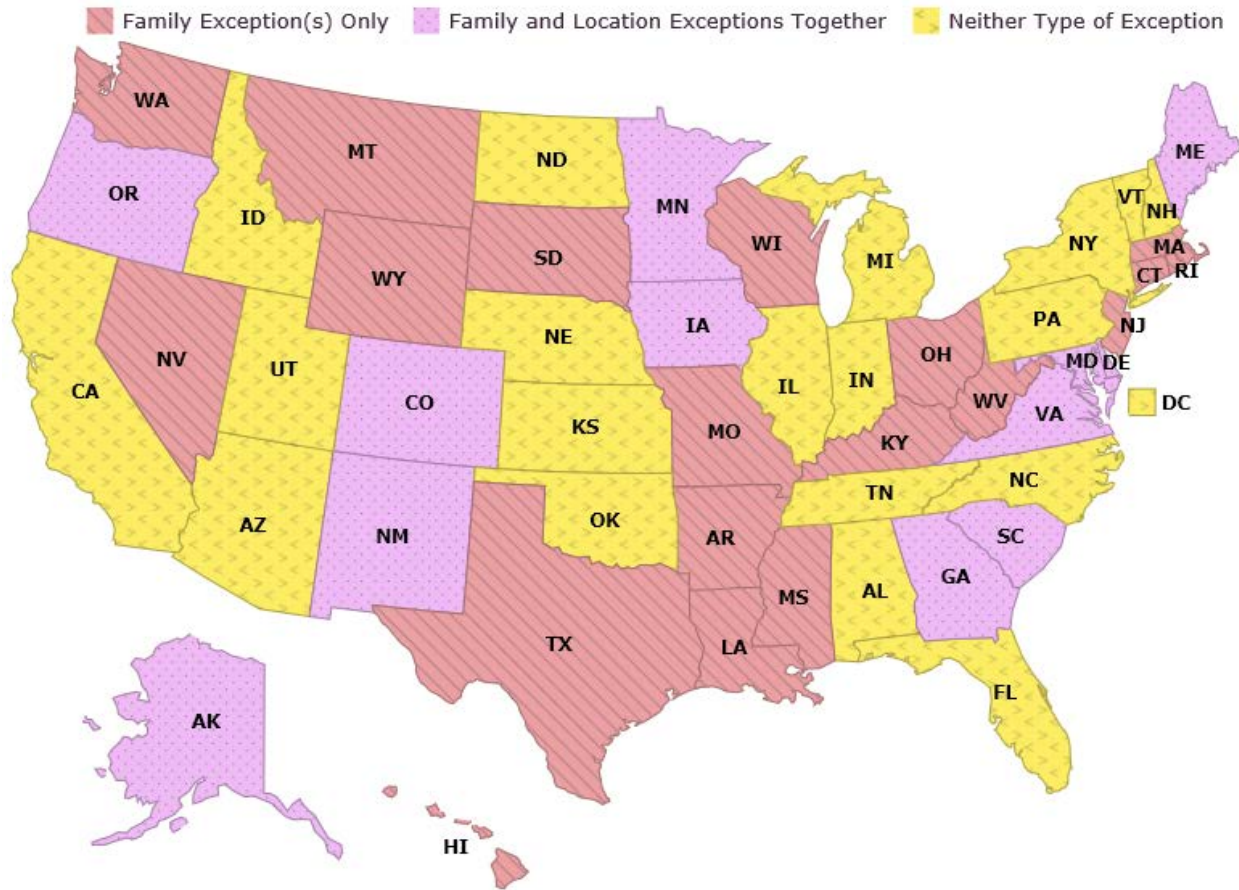 Family Exception(s) Only Family and Location Exceptions Together Neither Type of Exception
WA
MT
ND
ME
OR
MN
VT
NH
ID
WI
NY
MA
SD
MI
CT
RI
WY
IA
PA
NJ
NE
OH
MD
DE
NV
UT
IL
IN
CA
CO
WV
VA
DC
KS
MO
KY
TN
NC
AZ
OK
NM
AR
SC
GA
MS
AL
TX
LA
FL
AK
HI